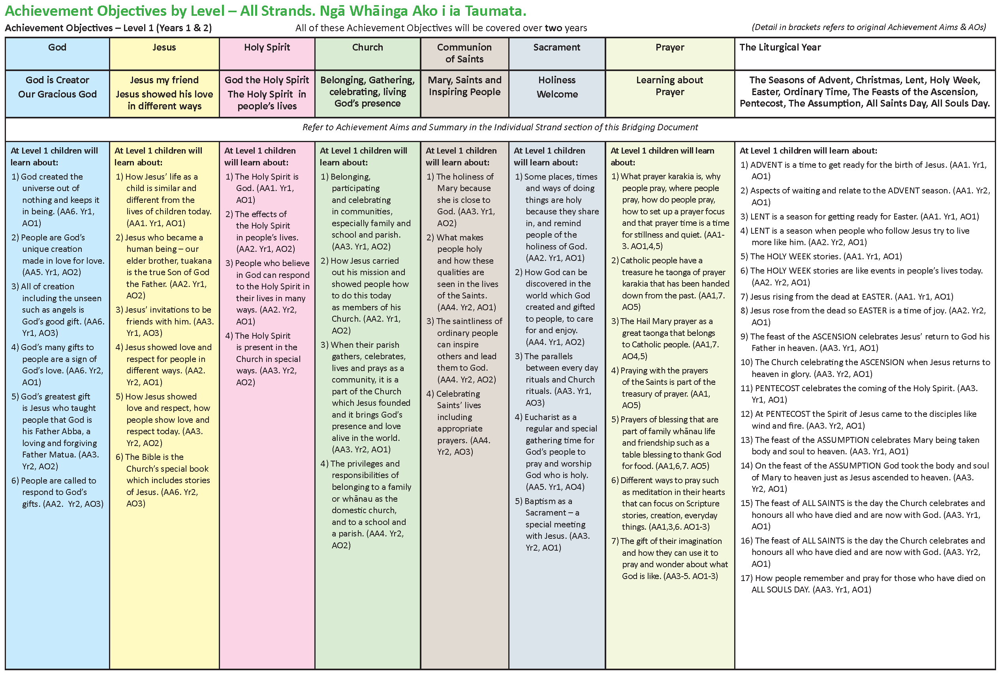 Achievement Objectives by Level – All Strands. Ngā Whāinga Ako i ia Taumata.
Achievement Objectives – Level 1 (Years 1 & 2)
All of these Achievement Objectives will be covered over two years
(Detail in brackets refers to original Achievement Aims & AOs)
God
Jesus
Holy Spirit
Church
Communion
of Saints
Sacrament
Prayer
The Liturgical Year
God is Creator
Our Gracious God
Jesus my friend
Jesus showed his love
in different ways
God the Holy Spirit
The Holy Spirit in
people’s lives
Belonging, Gathering,
celebrating, living
God’s presence
Mary, Saints and
Inspiring People
Holiness
Welcome
Learning about
Prayer
The Seasons of Advent, Christmas, Lent, Holy Week,
Easter, Ordinary Time, The Feasts of the Ascension,
Pentecost, The Assumption, All Saints Day, All Souls Day.
Refer to Achievement Aims and Summary in the Individual Strand section of this Bridging Document
At Level 1 children will
learn about:
1) God created the
universe out of
nothing and keeps it
in being. (AA6. Yr1,
AO1)
2) People are God’s
unique creation
made in love for love.
(AA5. Yr1, AO2)
3) All of creation
including the unseen
such as angels is
God’s good gift. (AA6.
Yr1, AO3)
4) God’s many gifts to
people are a sign of
God’s love. (AA6. Yr2,
AO1)
5) God’s greatest gift
is Jesus who taught
people that God is
his Father Abba, a
loving and forgiving
Father Matua. (AA3.
Yr2, AO2)
6) People are called to
respond to God’s
gifts. (AA2. Yr2, AO3)
At Level 1 children will
learn about:
1) How Jesus’ life as a
child is similar and
different from the
lives of children today.
(AA1. Yr1, AO1)
2) Jesus who became a
human being – our
elder brother, tuakana
is the true Son of God
the Father. (AA2. Yr1,
AO2)
3) Jesus’ invitations to be
friends with him. (AA3.
Yr1, AO3)
4) Jesus showed love and
respect for people in
different ways. (AA2.
Yr2, AO1)
5) How Jesus showed
love and respect, how
people show love and
respect today. (AA3.
Yr2, AO2)
6) The Bible is the
Church’s special book
which includes stories
of Jesus. (AA6. Yr2,
AO3)
At Level 1 children
will learn about:
1) The Holy Spirit is
God. (AA1. Yr1,
AO1)
2) The effects of
the Holy Spirit
in people’s lives.
(AA2. Yr1, AO2)
3) People who believe
in God can respond
to the Holy Spirit in
their lives in many
ways. (AA2. Yr2,
AO1)
4) The Holy Spirit
is present in the
Church in special
ways. (AA3. Yr2,
AO2)
At Level 1 children will
learn about:
1) Belonging,
participating
and celebrating
in communities,
especially family and
school and parish.
(AA3. Yr1, AO2)
2) How Jesus carried
out his mission and
showed people how
to do this today
as members of his
Church. (AA2. Yr1,
AO2)
3) When their parish
gathers, celebrates,
lives and prays as a
community, it is a
part of the Church
which Jesus founded
and it brings God’s
presence and love
alive in the world.
(AA3. Yr2, AO1)
4) The privileges and
responsibilities of
belonging to a family
or whānau as the
domestic church,
and to a school and
a parish. (AA4. Yr2,
AO2)
At Level 1 children
will learn about:
1) The holiness of
Mary because
she is close to
God. (AA3. Yr1,
AO2)
2) What makes
people holy
and how these
qualities are
seen in the lives
of the Saints.
(AA4. Yr2, AO1)
3) The saintliness of
ordinary people
can inspire
others and lead
them to God.
(AA4. Yr2, AO2)
4) Celebrating
Saints’ lives
including
appropriate
prayers. (AA4.
Yr2, AO3)
At Level 1 children
will learn about:
1) Some places, times
and ways of doing
things are holy
because they share
in, and remind
people of the
holiness of God.
(AA2. Yr1, AO1)
2) How God can be
discovered in the
world which God
created and gifted
to people, to care
for and enjoy.
(AA4. Yr1, AO2)
3) The parallels
between every day
rituals and Church
rituals. (AA3. Yr1,
AO3)
4) Eucharist as a
regular and special
gathering time for
God’s people to
pray and worship
God who is holy.
(AA5. Yr1, AO4)
5) Baptism as a
Sacrament – a
special meeting
with Jesus. (AA3.
Yr2, AO1)
At Level 1 children will learn
about:
1) What prayer karakia is, why
people pray, where people
pray, how do people pray,
how to set up a prayer focus
and that prayer time is a time
for stillness and quiet. (AA1-
3. AO1,4,5)
2) Catholic people have a
treasure he taonga of prayer
karakia that has been handed
down from the past. (AA1,7.
AO5)
3) The Hail Mary prayer as a
great taonga that belongs
to Catholic people. (AA1,7.
AO4,5)
4) Praying with the prayers
of the Saints is part of the
treasury of prayer. (AA1,
AO5)
5) Prayers of blessing that are
part of family whānau life
and friendship such as a
table blessing to thank God
for food. (AA1,6,7. AO5)
6) Different ways to pray such
as meditation in their hearts
that can focus on Scripture
stories, creation, everyday
things. (AA1,3,6. AO1-3)
7) The gift of their imagination
and how they can use it to
pray and wonder about what
God is like. (AA3-5. AO1-3)
At Level 1 children will learn about:
1) ADVENT is a time to get ready for the birth of Jesus. (AA1. Yr1,
AO1)
2) Aspects of waiting and relate to the ADVENT season. (AA1. Yr2,
AO1)
3) LENT is a season for getting ready for Easter. (AA1. Yr1, AO1)
4) LENT is a season when people who follow Jesus try to live
more like him. (AA2. Yr2, AO1)
5) The HOLY WEEK stories. (AA1. Yr1, AO1)
6) The HOLY WEEK stories are like events in people’s lives today.
(AA2. Yr2, AO1)
7) Jesus rising from the dead at EASTER. (AA1. Yr1, AO1)
8) Jesus rose from the dead so EASTER is a time of joy. (AA2. Yr2,
AO1)
9) The feast of the ASCENSION celebrates Jesus’ return to God his
Father in heaven. (AA3. Yr1, AO1)
10) The Church celebrating the ASCENSION when Jesus returns to
heaven in glory. (AA3. Yr2, AO1)
11) PENTECOST celebrates the coming of the Holy Spirit. (AA3.
Yr1, AO1)
12) At PENTECOST the Spirit of Jesus came to the disciples like
wind and fire. (AA3. Yr2, AO1)
13) The feast of the ASSUMPTION celebrates Mary being taken
body and soul to heaven. (AA3. Yr1, AO1)
14) On the feast of the ASSUMPTION God took the body and soul
of Mary to heaven just as Jesus ascended to heaven. (AA3.
Yr2, AO1)
15) The feast of ALL SAINTS is the day the Church celebrates and
honours all who have died and are now with God. (AA3. Yr1,
AO1)
16) The feast of ALL SAINTS is the day the Church celebrates and
honours all who have died and are now with God. (AA3. Yr2,
AO1)
17) How people remember and pray for those who have died on
ALL SOULS DAY. (AA3. Yr1, AO1)